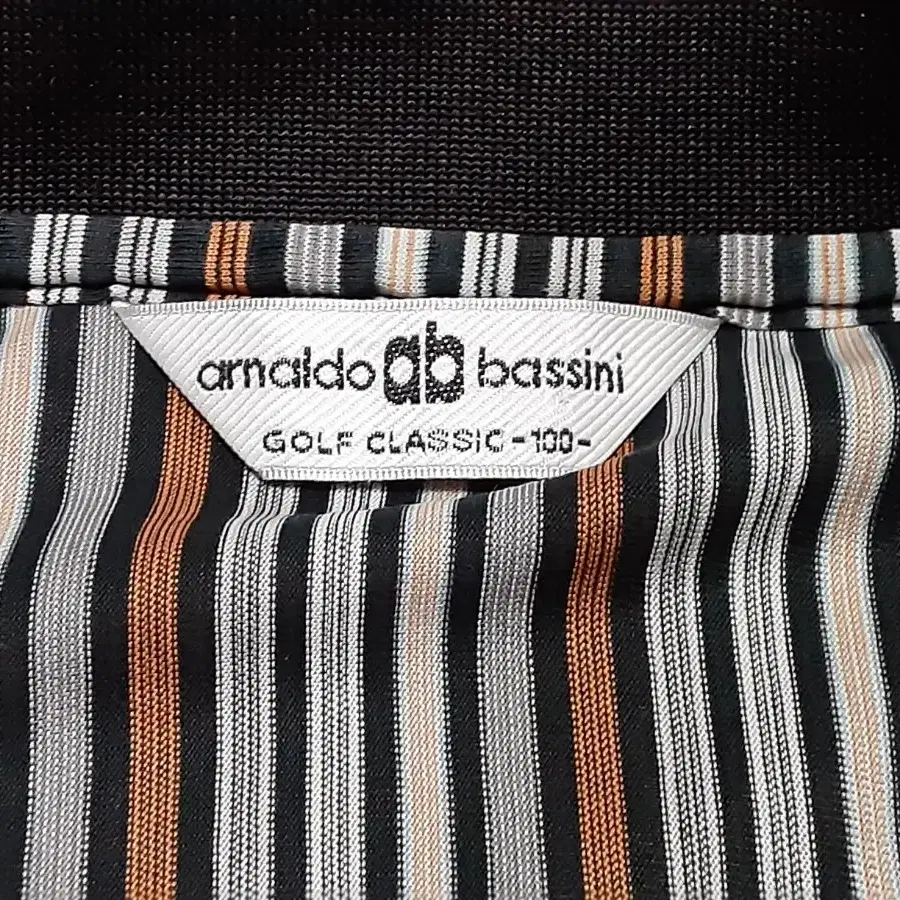 arnaldo ab bassini
GOLF CLASSIC -100-